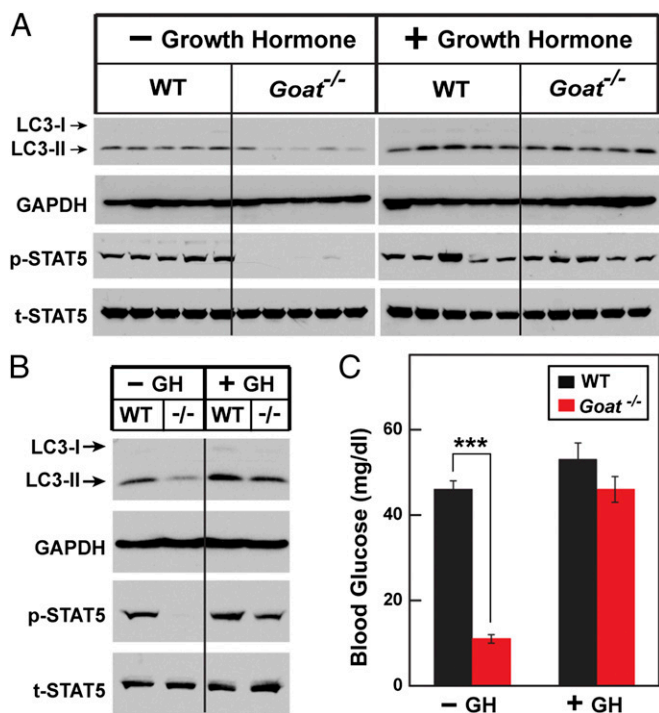 A
− Growth Hormone
+ Growth Hormone
WT
Goat-/-
WT
Goat-/-
LC3-I
LC3-II
GAPDH
p-STAT5
t-STAT5
B
− GH
+ GH
WT
-/-
WT
-/-
LC3-I
LC3-II
GAPDH
p-STAT5
t-STAT5
C
WT
Goat -/-
***
Blood Glucose (mg/dl)
60
40
20
0
− GH
+ GH